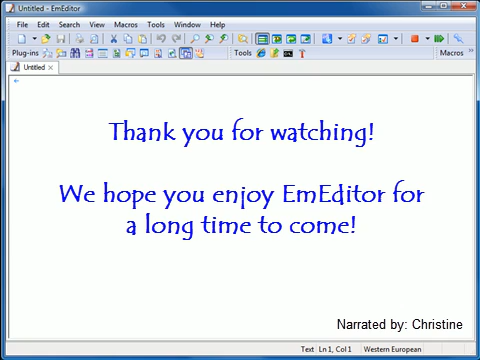 Untitled - EmEditor
File Edit Search View Macros Tools Window Help
Plug-ins Tools Macros
Untitled
Thank you for watching!
We hope you enjoy EmEditor for
a long time to come!
Narrated by: Christine
Text Ln 1, Col 1 Western European